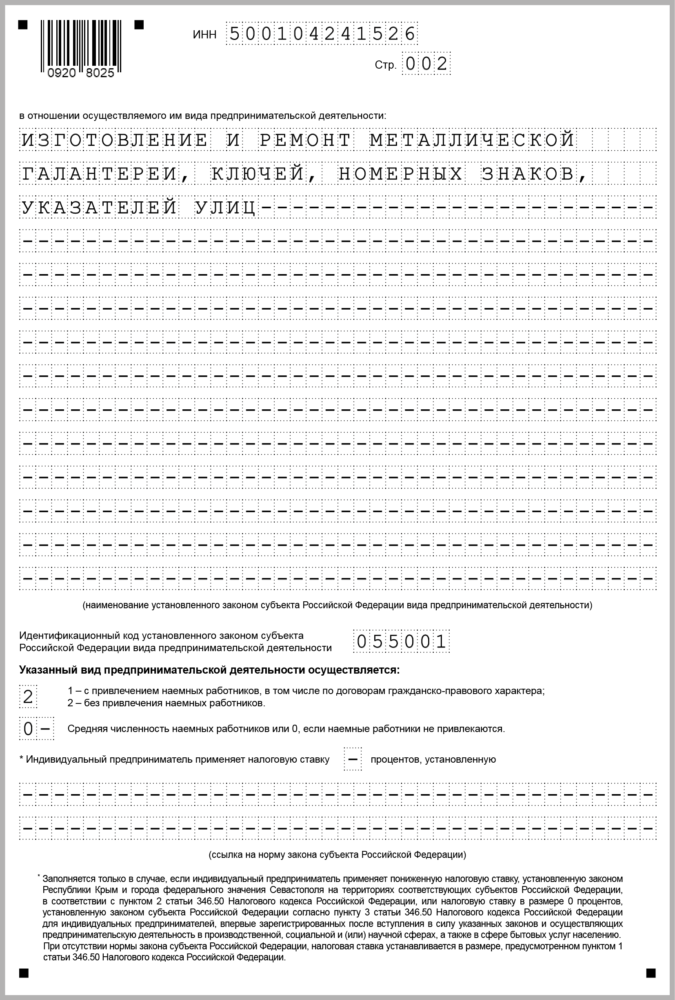 ИНН 500104241526
Стр. 002
0920 8025
в отношении осуществляемого им вида предпринимательской деятельности:
ИЗГОТОВЛЕНИЕ И РЕМОНТ МЕТАЛЛИЧЕСКОЙ
ГАЛАНТЕРЕИ, КЛЮЧЕЙ, НОМЕРНЫХ ЗНАКОВ,
УКАЗАТЕЛЕЙ УЛИЦ-------------------------
----------------------------------------
----------------------------------------
----------------------------------------
----------------------------------------
----------------------------------------
----------------------------------------
----------------------------------------
----------------------------------------
----------------------------------------
----------------------------------------
----------------------------------------
(наименование установленного законом субъекта Российской Федерации вида предпринимательской деятельности)
Идентификационный код установленного законом субъекта
Российской Федерации вида предпринимательской деятельности 055001
Указанный вид предпринимательской деятельности осуществляется:
2 1 – с привлечением наемных работников, в том числе по договорам гражданско-правового характера;
2 – без привлечения наемных работников.
0- Средняя численность наемных работников или 0, если наемные работники не привлекаются.
* Индивидуальный предприниматель применяет налоговую ставку - процентов, установленную
----------------------------------------
----------------------------------------
(ссылка на норму закона субъекта Российской Федерации)
* Заполняется только в случае, если индивидуальный предприниматель применяет пониженную налоговую ставку, установленную законом
Республики Крым и города федерального значения Севастополя на территориях соответствующих субъектов Российской Федерации,
в соответствии с пунктом 2 статьи 346.50 Налогового кодекса Российской Федерации, или налоговую ставку в размере 0 процентов,
установленную законом субъекта Российской Федерации согласно пункту 3 статьи 346.50 Налогового кодекса Российской Федерации
для индивидуальных предпринимателей, впервые зарегистрированных после вступления в силу указанных законов и осуществляющих
предпринимательскую деятельность в производственной, социальной и (или) научной сферах, а также в сфере бытовых услуг населению.
При отсутствии нормы закона субъекта Российской Федерации, налоговая ставка устанавливается в размере, предусмотренном пунктом 1
статьи 346.50 Налогового кодекса Российской Федерации.